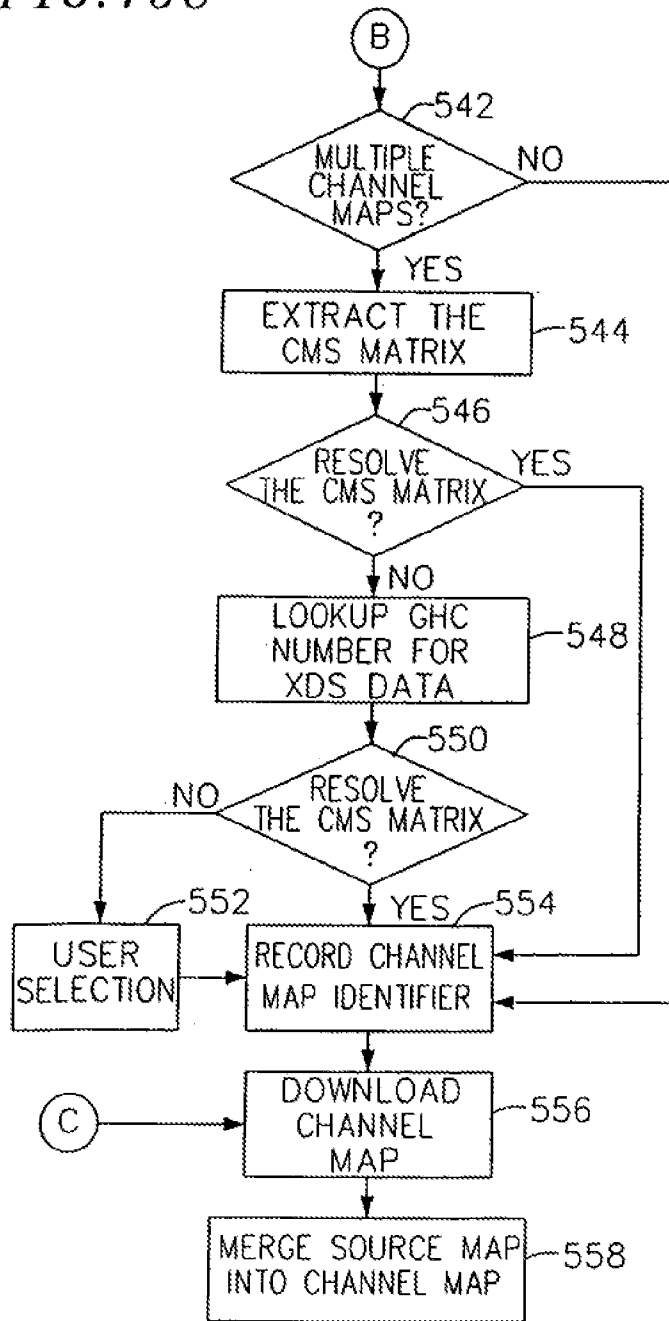 B
542
MULTIPLE
CHANNEL
MAPS?
NO
YES
EXTRACT THE
CMS MATRIX
544
546
RESOLVE
THE CMS MATRIX
?
YES
NO
LOOKUP GHC
NUMBER FOR
XDS DATA
548
550
NO
RESOLVE
THE CMS MATRIX
?
552
YES
554
USER
SELECTION
RECORD CHANNEL
MAP IDENTIFIER
C
DOWNLOAD
CHANNEL
MAP
556
MERGE SOURCE MAP
INTO CHANNEL MAP
558